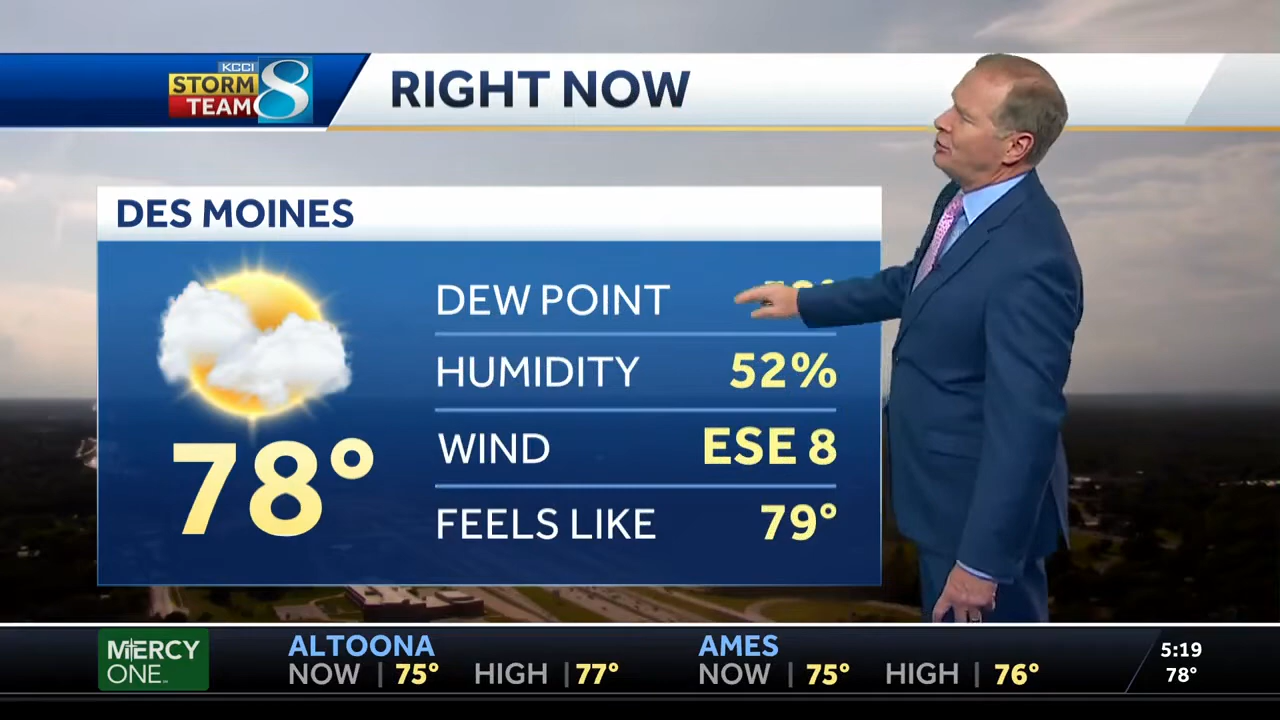 KCCI
STORM
TEAM 8
RIGHT NOW
DES MOINES
78°
DEW POINT
HUMIDITY 52%
WIND ESE 8
FEELS LIKE 79°
MERCY
ONE
ALTOONA
NOW | 75° HIGH | 77°
AMES
NOW | 75° HIGH | 76°
5:19
78°